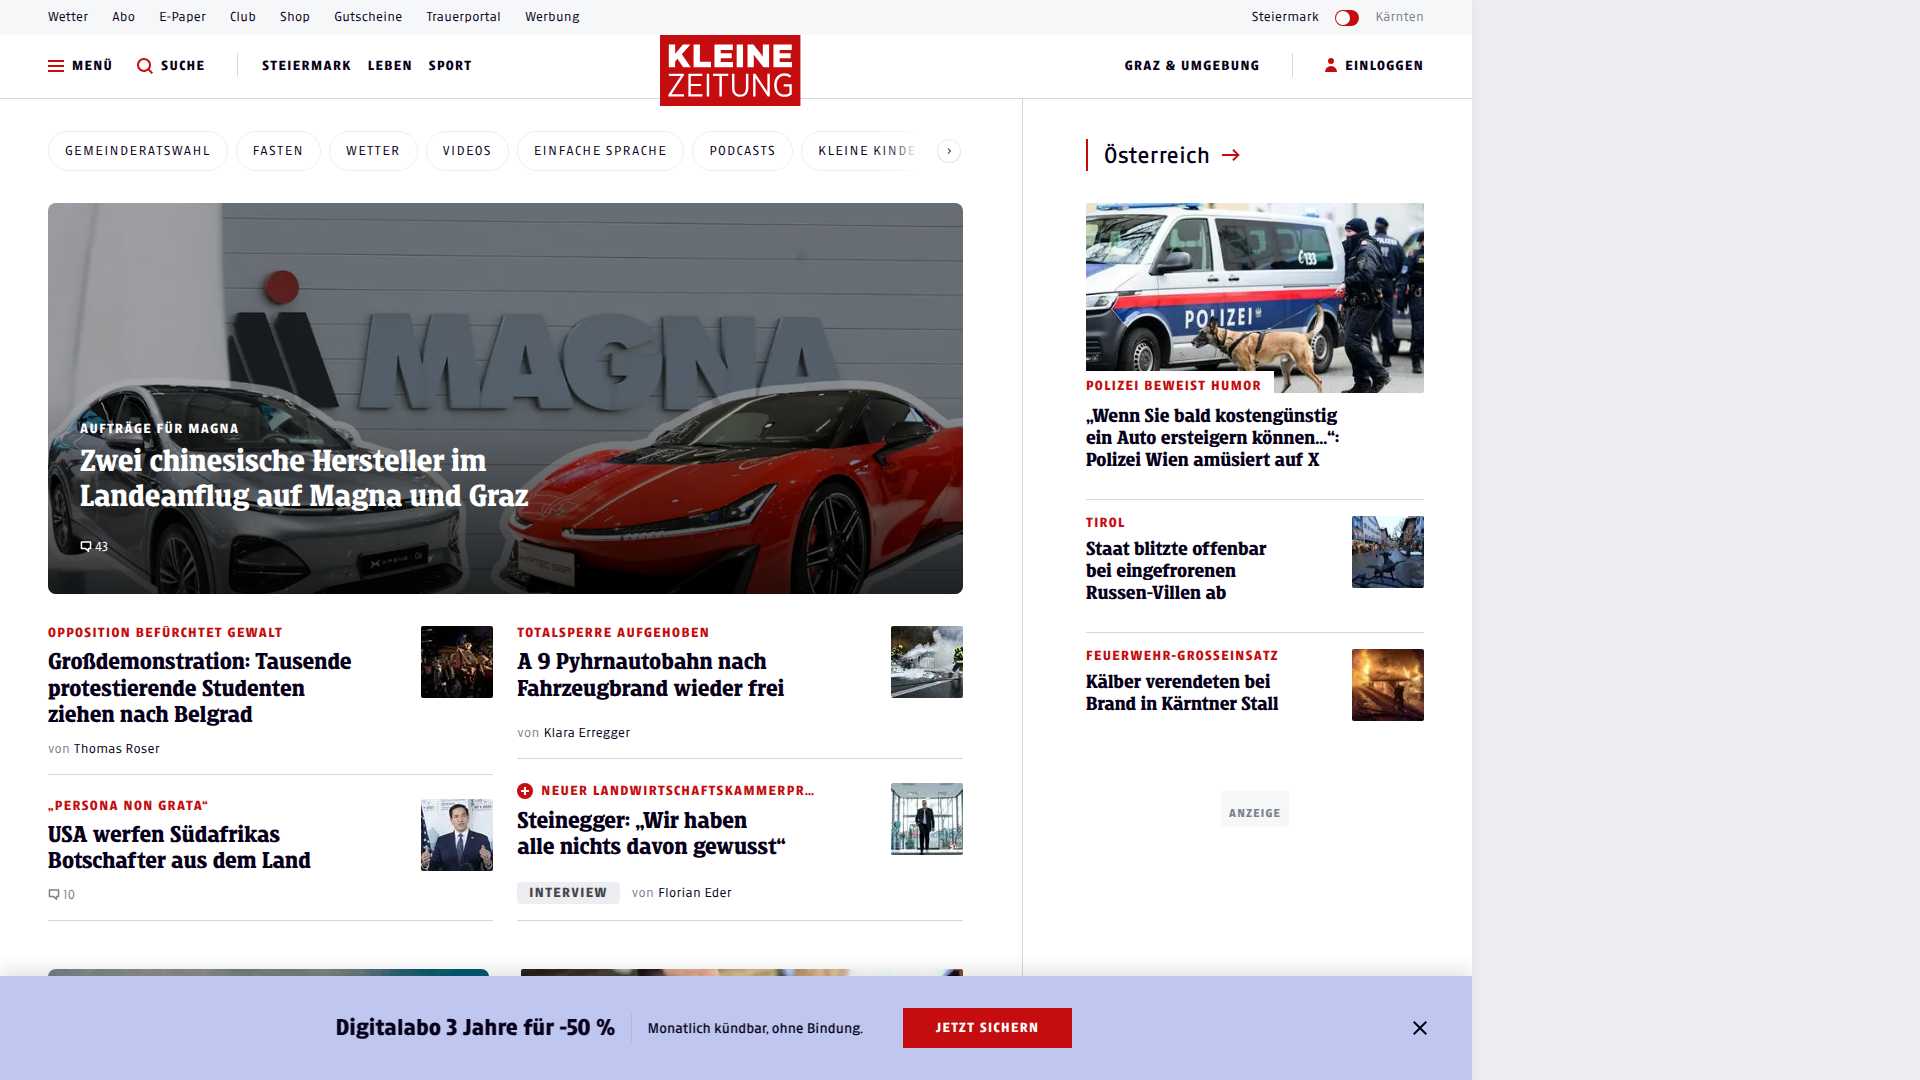 Wetter Abo E-Paper Club Shop Gutscheine Trauerportal Werbung
Steiermark Kärnten
MENÜ SUCHE STEIERMARK LEBEN SPORT
KLEINE
ZEITUNG
GRAZ & UMGEBUNG EINLOGGEN
GEMEINDERATSWAHL FASTEN WETTER VIDEOS EINFACHE SPRACHE PODCASTS KLEINE KINDE
MAGNA
AUFTRÄGE FÜR MAGNA
Zwei chinesische Hersteller im
Landeanflug auf Magna und Graz
43
OPPOSITION BEFÜRCHTET GEWALT
Großdemonstration: Tausende
protestierende Studenten
ziehen nach Belgrad
von Thomas Roser
„PERSONA NON GRATA“
USA werfen Südafrikas
Botschafter aus dem Land
10
TOTALSPERRE AUFGEHOBEN
A 9 Pyhrnautobahn nach
Fahrzeugbrand wieder frei
von Klara Erregger
NEUER LANDWIRTSCHAFTSKAMMERPR...
Steinegger: „Wir haben
alle nichts davon gewusst“
INTERVIEW von Florian Eder
Österreich
133
POLIZEI
POLIZEI BEWEIST HUMOR
„Wenn Sie bald kostengünstig
ein Auto ersteigern können...“:
Polizei Wien amüsiert auf X
TIROL
Staat blitzte offenbar
bei eingefrorenen
Russen-Villen ab
FEUERWEHR-GROSSEINSATZ
Kälber verendeten bei
Brand in Kärntner Stall
ANZEIGE
Digitalabo 3 Jahre für -50 %
Monatlich kündbar, ohne Bindung.
JETZT SICHERN